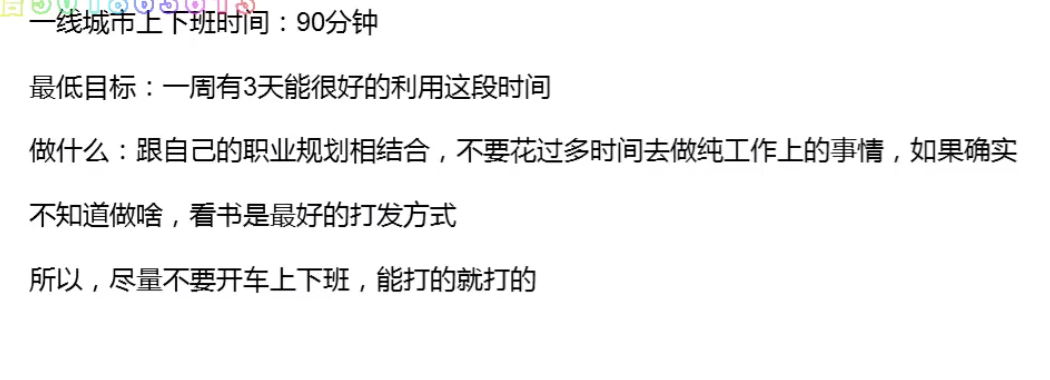 一线城市上下班时间：90分钟
最低目标：一周有3天能很好的利用这段时间
做什么：跟自己的职业规划相结合，不要花过多时间去做纯工作上的事情，如果确实
不知道做啥，看书是最好的打发方式
所以，尽量不要开车上下班，能打的就打的